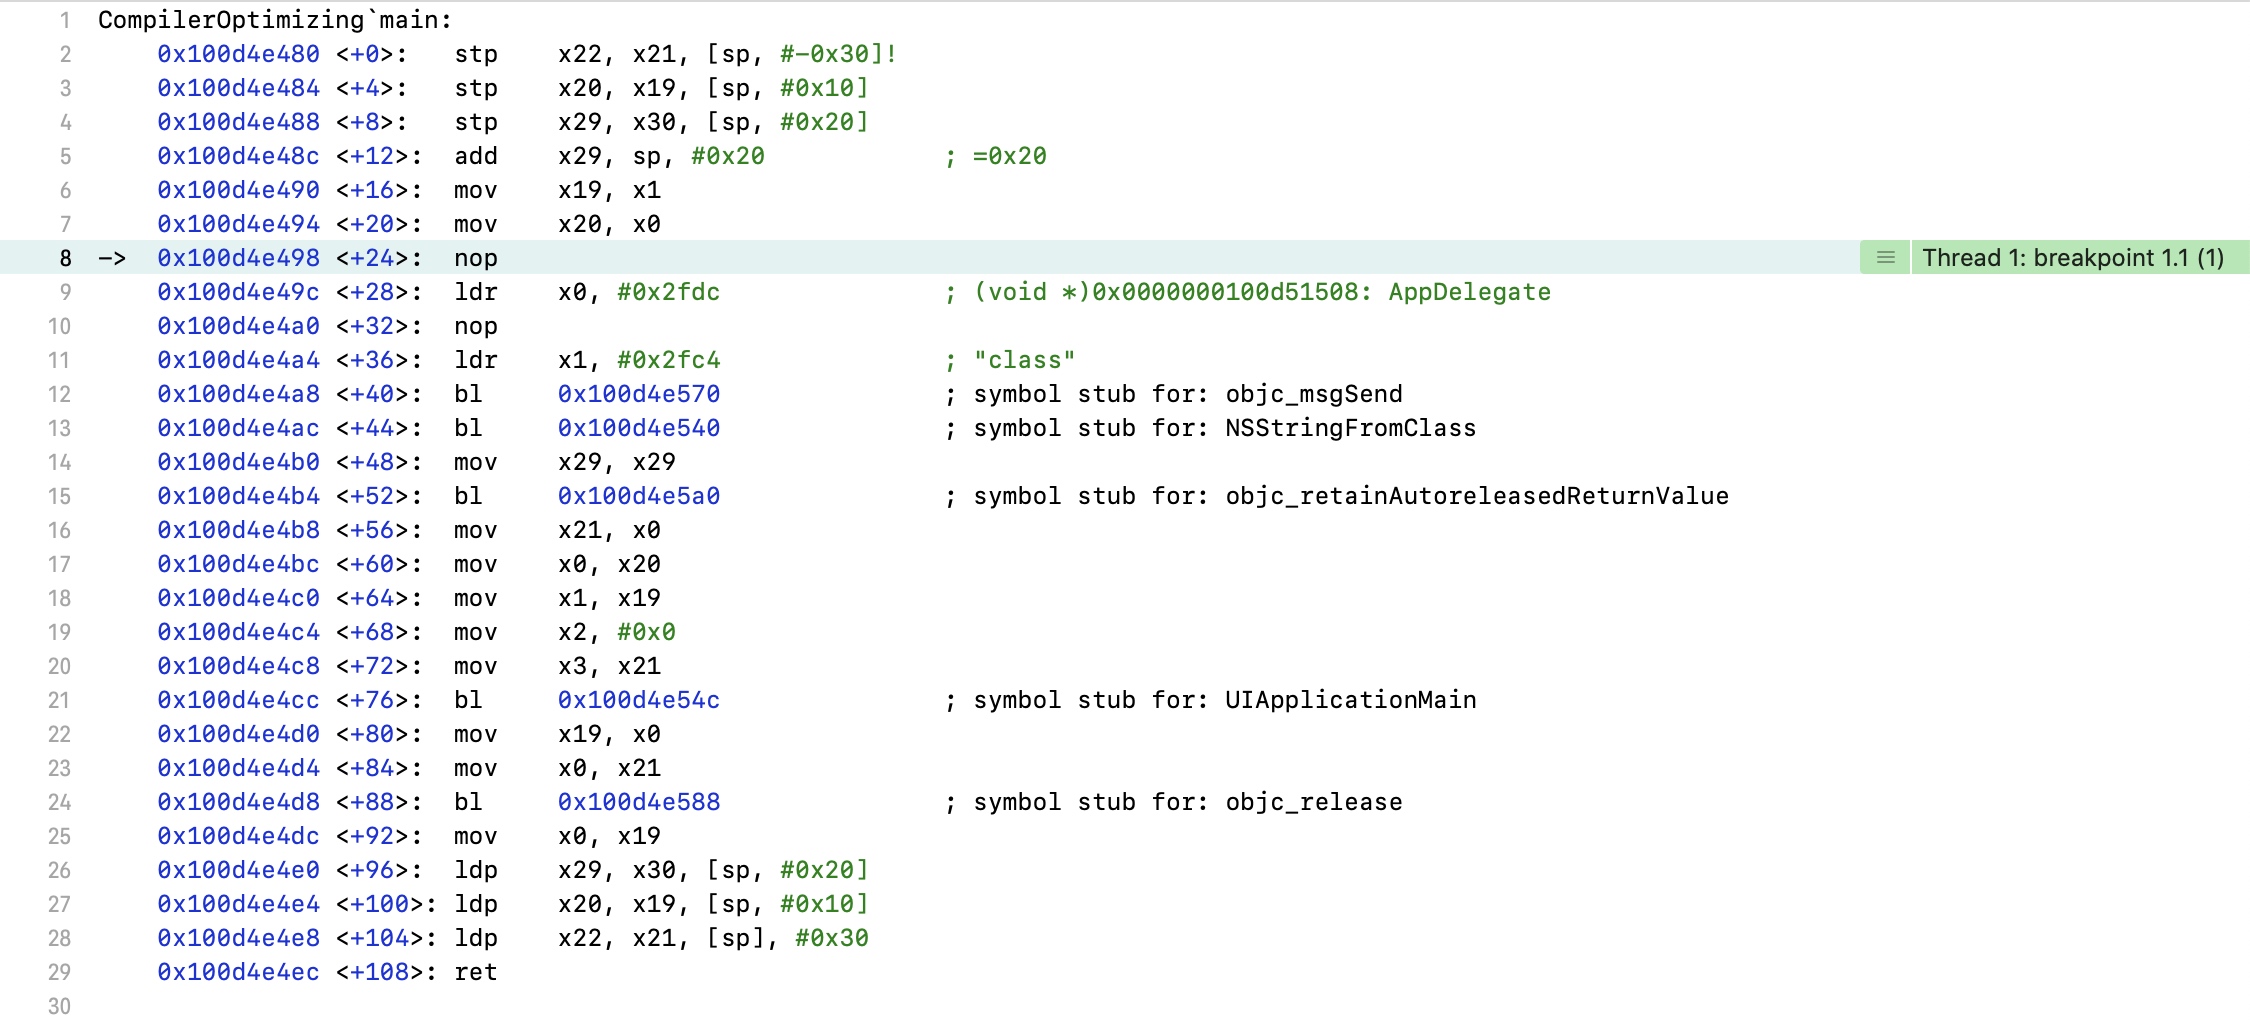 1 CompilerOptimizing`main:
2 0x100d4e480 <+0>: stp x22, x21, [sp, #-0x30]!
3 0x100d4e484 <+4>: stp x20, x19, [sp, #0x10]
4 0x100d4e488 <+8>: stp x29, x30, [sp, #0x20]
5 0x100d4e48c <+12>: add x29, sp, #0x20 ; =0x20
6 0x100d4e490 <+16>: mov x19, x1
7 0x100d4e494 <+20>: mov x20, x0
8 -> 0x100d4e498 <+24>: nop Thread 1: breakpoint 1.1 (1)
9 0x100d4e49c <+28>: ldr x0, #0x2fdc ; (void *)0x0000000100d51508: AppDelegate
10 0x100d4e4a0 <+32>: nop
11 0x100d4e4a4 <+36>: ldr x1, #0x2fc4 ; "class"
12 0x100d4e4a8 <+40>: bl 0x100d4e570 ; symbol stub for: objc_msgSend
13 0x100d4e4ac <+44>: bl 0x100d4e540 ; symbol stub for: NSStringFromClass
14 0x100d4e4b0 <+48>: mov x29, x29
15 0x100d4e4b4 <+52>: bl 0x100d4e5a0 ; symbol stub for: objc_retainAutoreleasedReturnValue
16 0x100d4e4b8 <+56>: mov x21, x0
17 0x100d4e4bc <+60>: mov x0, x20
18 0x100d4e4c0 <+64>: mov x1, x19
19 0x100d4e4c4 <+68>: mov x2, #0x0
20 0x100d4e4c8 <+72>: mov x3, x21
21 0x100d4e4cc <+76>: bl 0x100d4e54c ; symbol stub for: UIApplicationMain
22 0x100d4e4d0 <+80>: mov x19, x0
23 0x100d4e4d4 <+84>: mov x0, x21
24 0x100d4e4d8 <+88>: bl 0x100d4e588 ; symbol stub for: objc_release
25 0x100d4e4dc <+92>: mov x0, x19
26 0x100d4e4e0 <+96>: ldp x29, x30, [sp, #0x20]
27 0x100d4e4e4 <+100>: ldp x20, x19, [sp, #0x10]
28 0x100d4e4e8 <+104>: ldp x22, x21, [sp], #0x30
29 0x100d4e4ec <+108>: ret
30